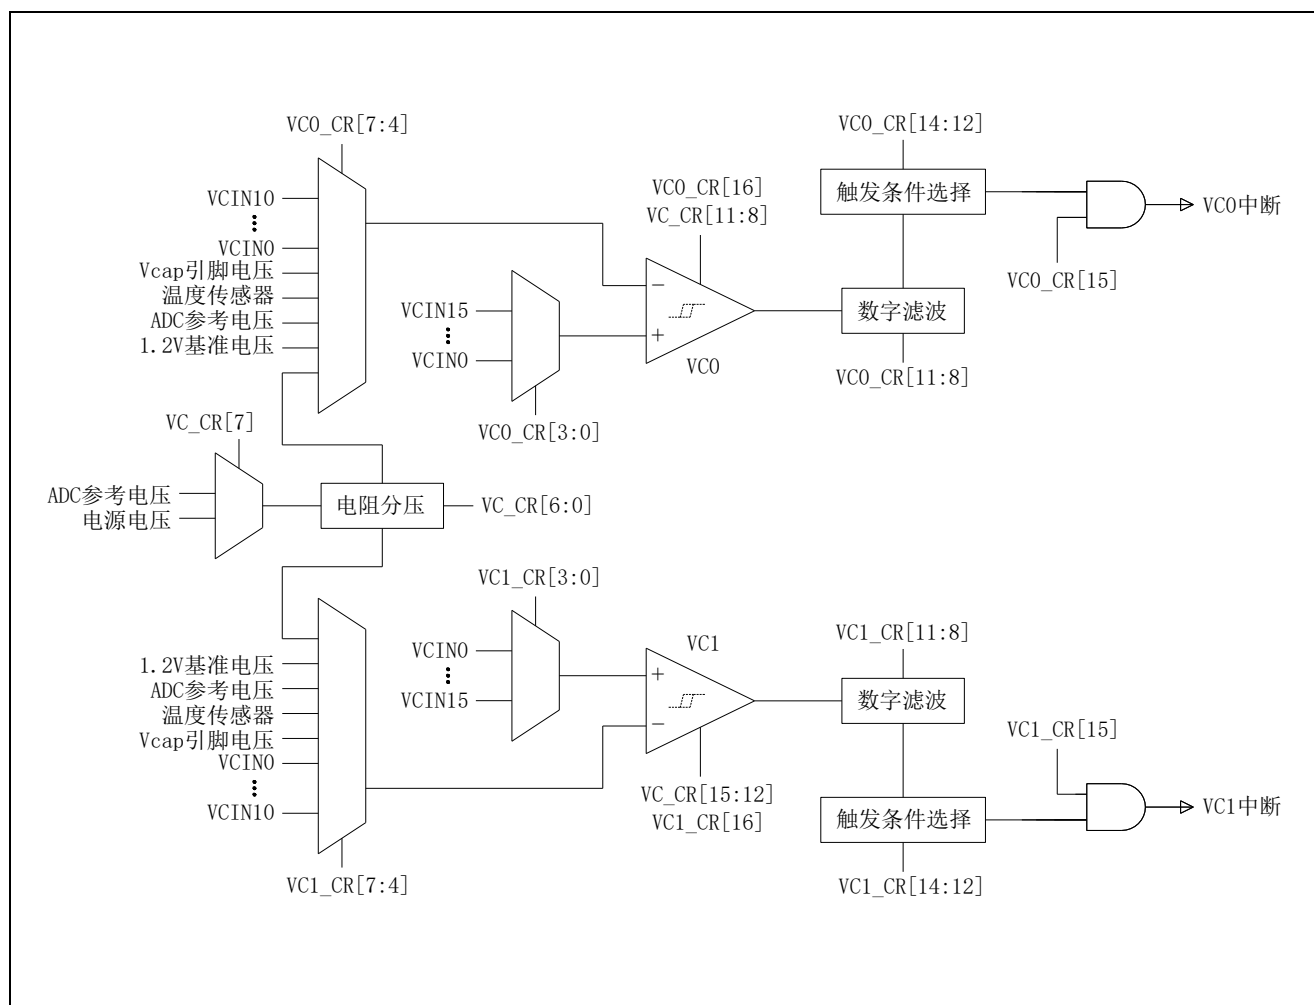 VC0_CR[7:4]
VCIN10
VCIN0
Vcap引脚电压
温度传感器
ADC参考电压
1.2V基准电压
VCIN15
VCIN0
VC0_CR[3:0]
VC0_CR[16]
VC_CR[11:8]
VC0
VC0_CR[14:12]
触发条件选择
数字滤波
VC0_CR[11:8]
VC0_CR[15]
VC0中断
VC_CR[7]
ADC参考电压
电源电压
电阻分压
VC_CR[6:0]
VC1_CR[3:0]
VCIN0
VCIN15
1.2V基准电压
ADC参考电压
温度传感器
Vcap引脚电压
VCIN0
VCIN10
VC1_CR[7:4]
VC1
VC_CR[15:12]
VC1_CR[16]
VC1_CR[11:8]
数字滤波
触发条件选择
VC1_CR[14:12]
VC1_CR[15]
VC1中断